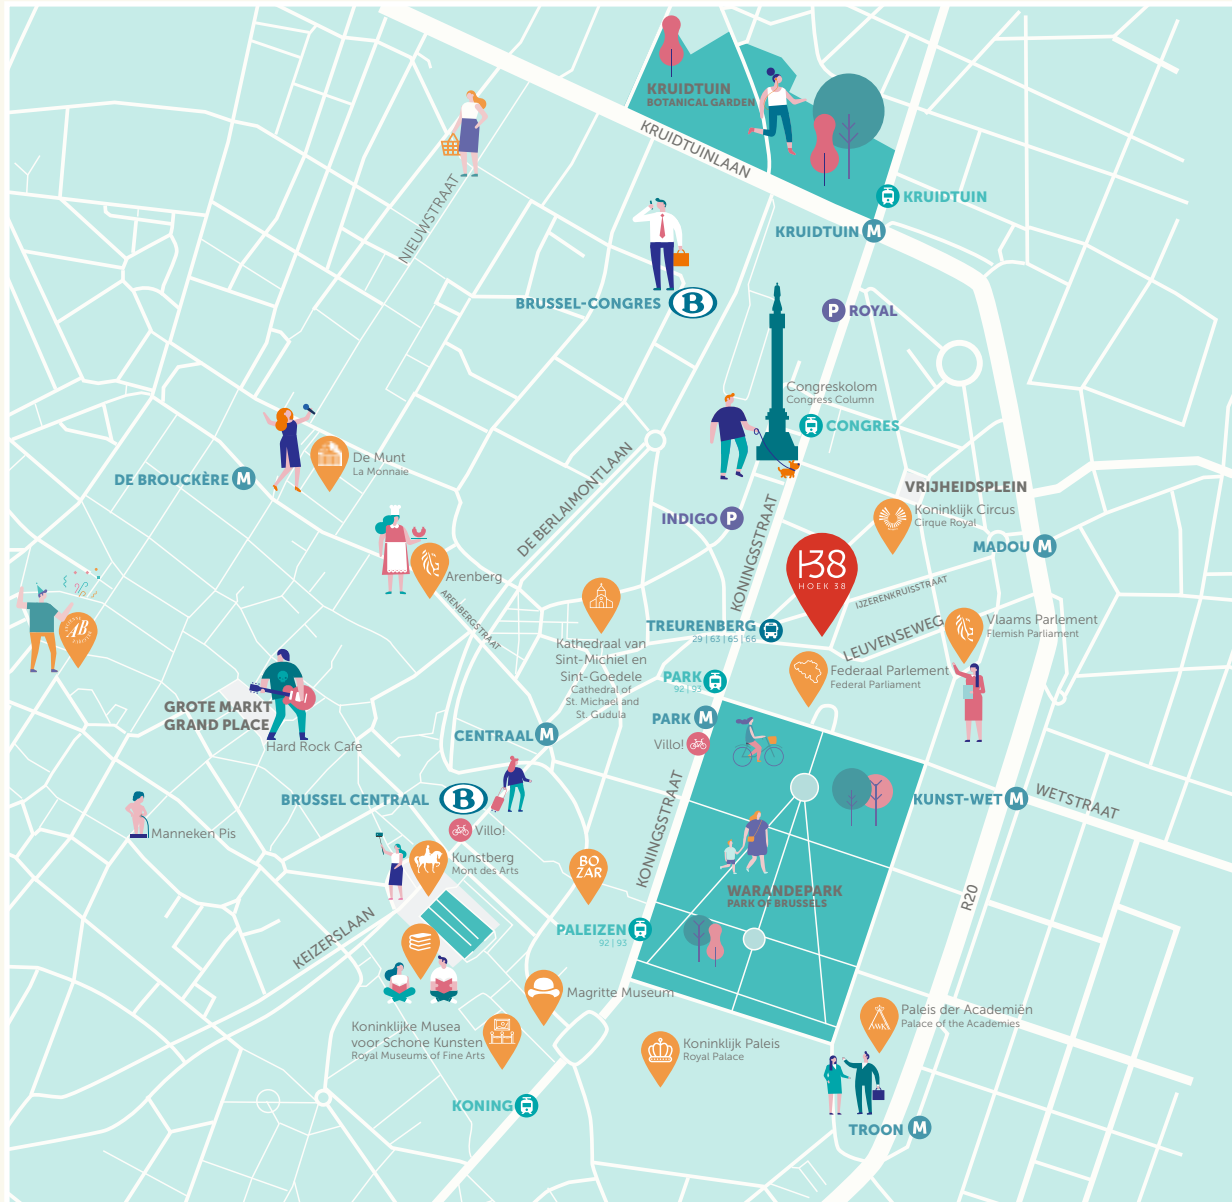 KRUIDTUIN
BOTANICAL GARDEN
KRUIDTUINLAAN
KRUIDTUIN
KRUIDTUIN M
NIEUWSTRAAT
BRUSSEL-CONGRES B
P ROYAL
Congreskolom
Congress Column
CONGRES
De Munt
La Monnaie
DE BROUCKÈRE M
DE BERLAIMONTLAAN
VRIJHEIDSPLEIN
Koninklijk Circus
Cirque Royal
INDIGO P
KONINGSSTRAAT
MADOU M
H38
HOEK 38
Arenberg
ARENBERGSTRAAT
IJZERENKRUISSTRAAT
LEUVENSEWEG
Vlaams Parlement
Flemish Parliament
AB
TREURENBERG
29 | 63 | 65 | 66
Kathedraal van
Sint-Michiel en
Sint-Goedele
Cathedral of
St. Michael and
St. Gudula
Federaal Parlement
Federal Parliament
PARK
92 | 93
PARK M
Villo!
GROTE MARKT
GRAND PLACE
Hard Rock Cafe
CENTRAAL M
BRUSSEL CENTRAAL B
Villo!
KUNST-WET M
WETSTRAAT
Manneken Pis
Kunstberg
Mont des Arts
BO
ZAR
KONINGSSTRAAT
WARANDEPARK
PARK OF BRUSSELS
R20
KEIZERSLAAN
PALEIZEN
92 | 93
Magritte Museum
Paleis der Academiën
Palace of the Academies
Koninklijke Musea
voor Schone Kunsten
Royal Museums of Fine Arts
Koninklijk Paleis
Royal Palace
KONING
TROON M